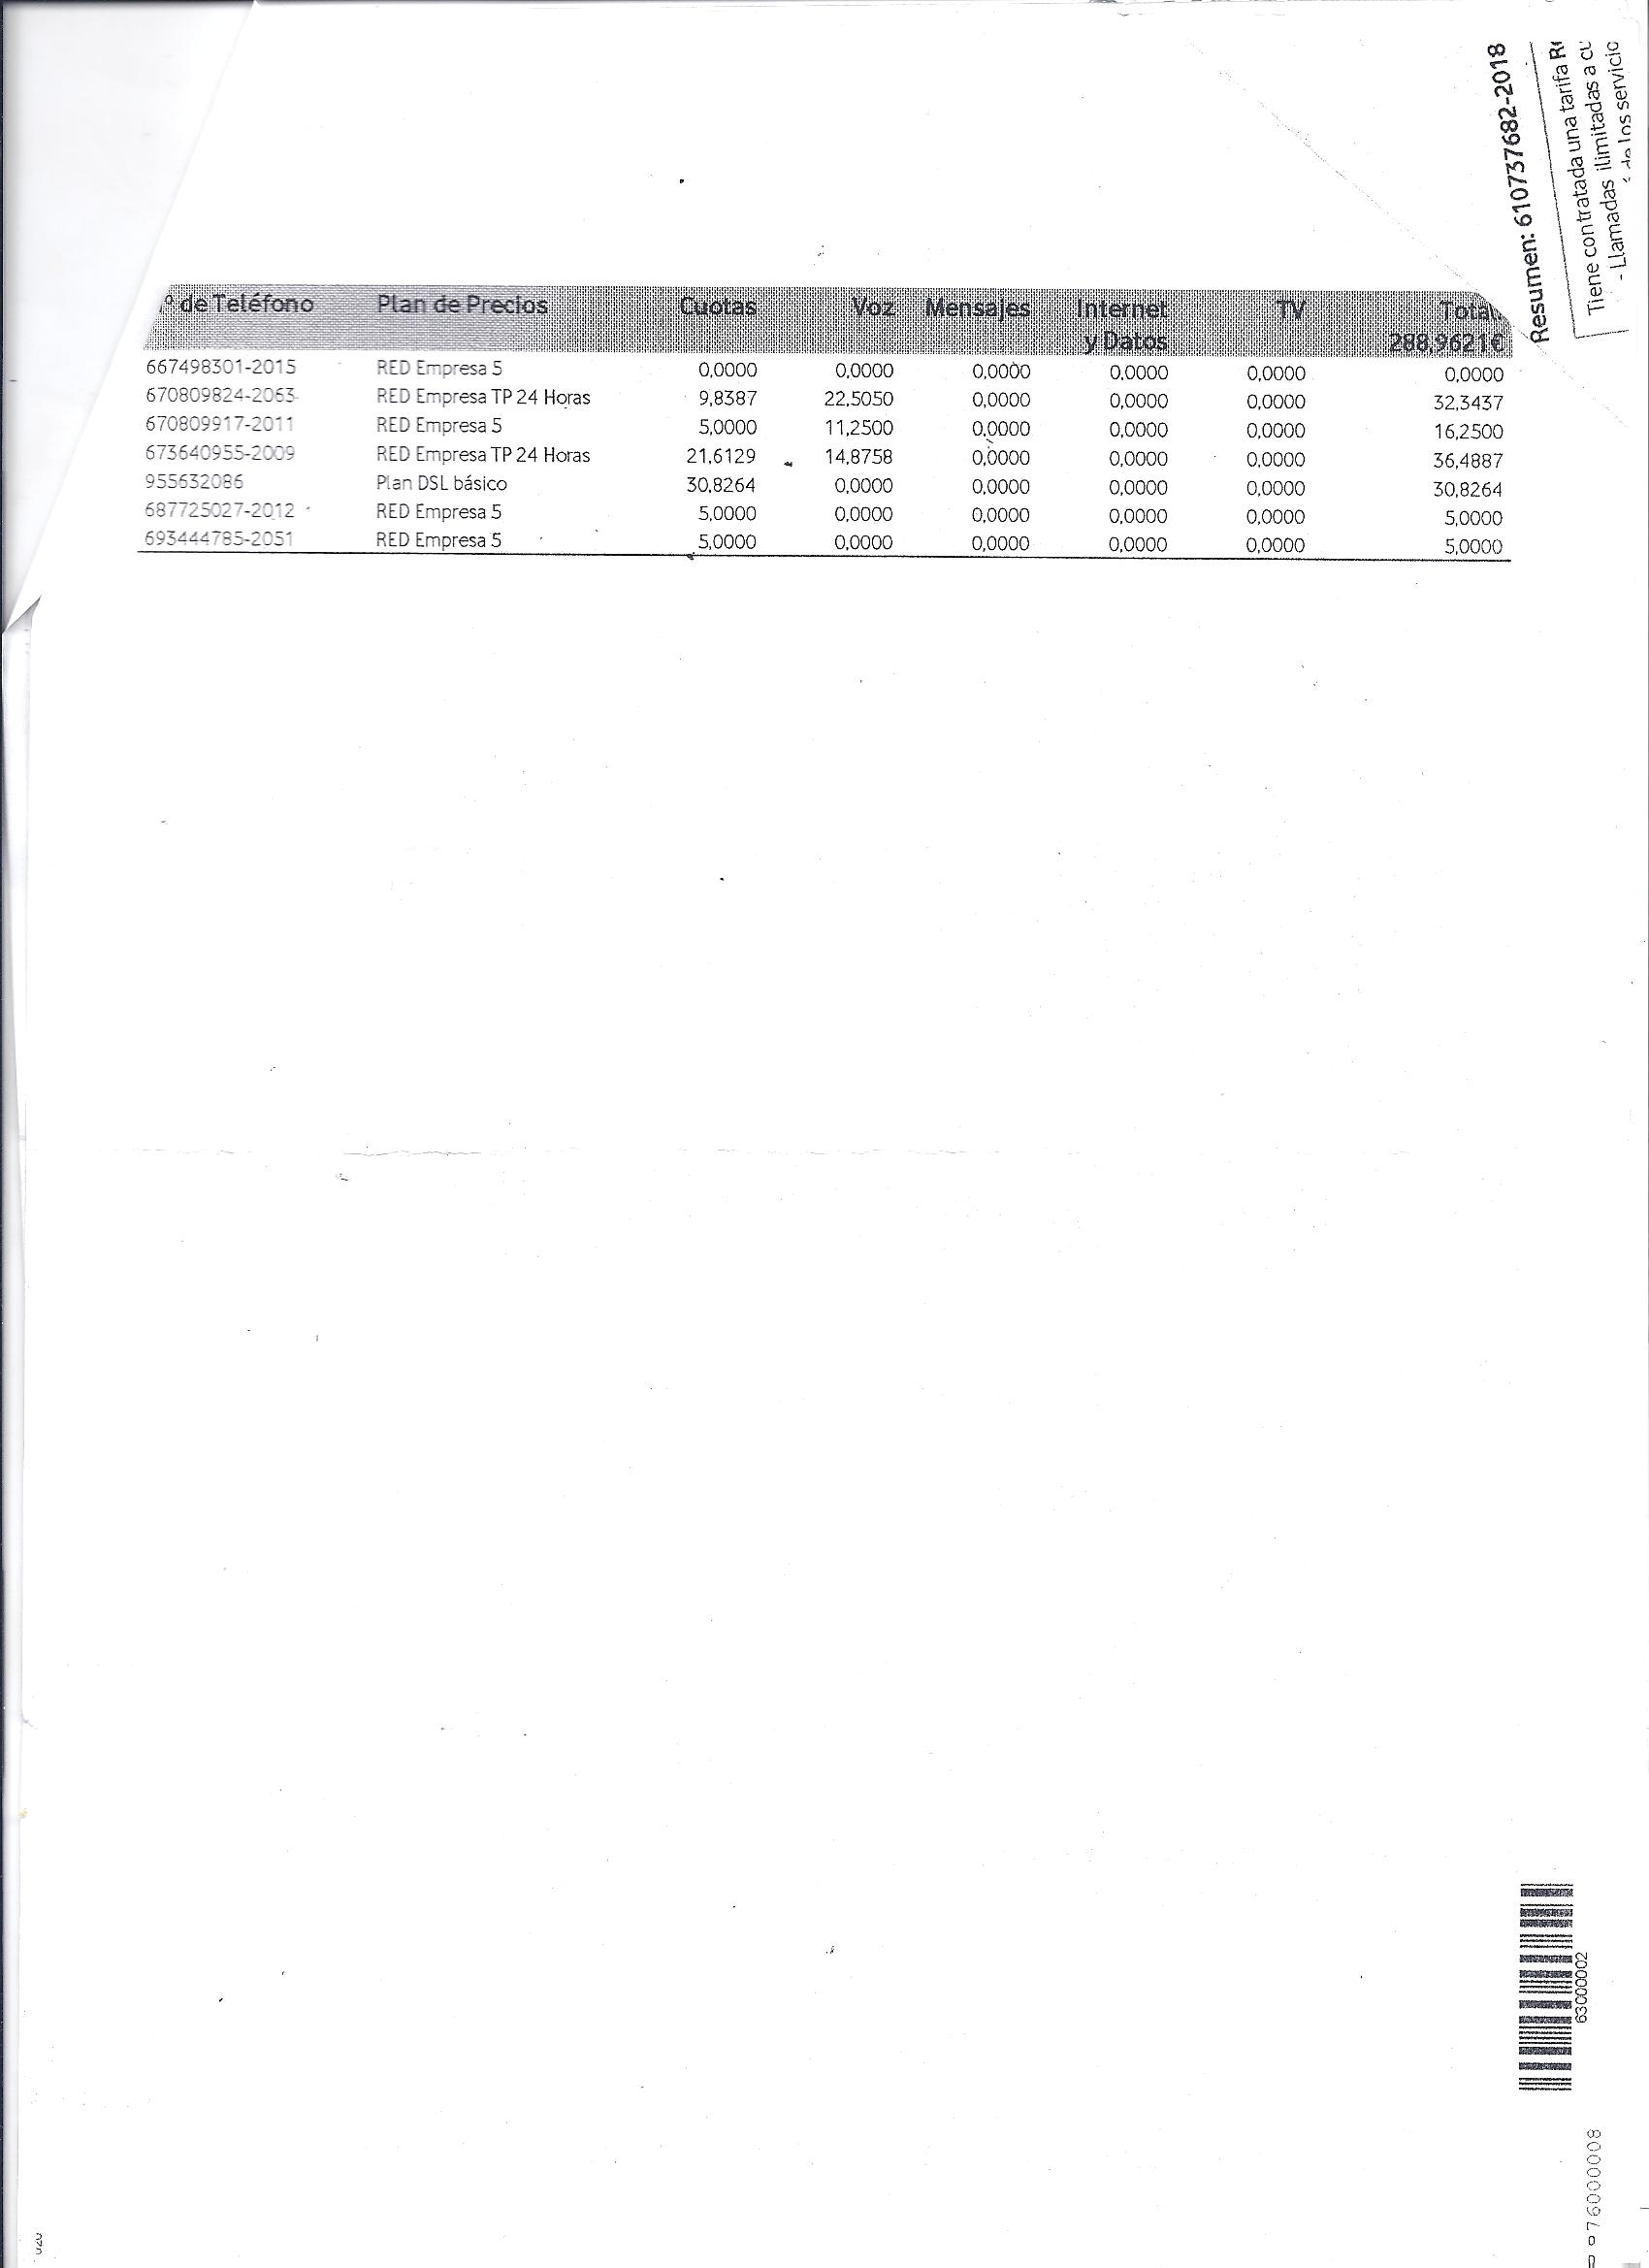 º de Teléfono Plan de Precios Cuotas Voz Mensajes Internet y Datos TV Total 288,9621€
667498301-2015 RED Empresa 5 0,0000 0,0000 0,0000 0,0000 0,0000 0,0000
670809824-2063 RED Empresa TP 24 Horas 9,8387 22,5050 0,0000 0,0000 0,0000 32,3437
670809917-2011 RED Empresa 5 5,0000 11,2500 0,0000 0,0000 0,0000 16,2500
673640955-2009 RED Empresa TP 24 Horas 21,6129 14,8758 0,0000 0,0000 0,0000 36,4887
955632086 Plan DSL básico 30,8264 0,0000 0,0000 0,0000 0,0000 30,8264
687725027-2012 RED Empresa 5 5,0000 0,0000 0,0000 0,0000 0,0000 5,0000
693444785-2051 RED Empresa 5 5,0000 0,0000 0,0000 0,0000 0,0000 5,0000
Resumen: 610737682-2018
Tiene contratada una tarifa
- Llamadas ilimitadas a
los servicio
63000002
76000008